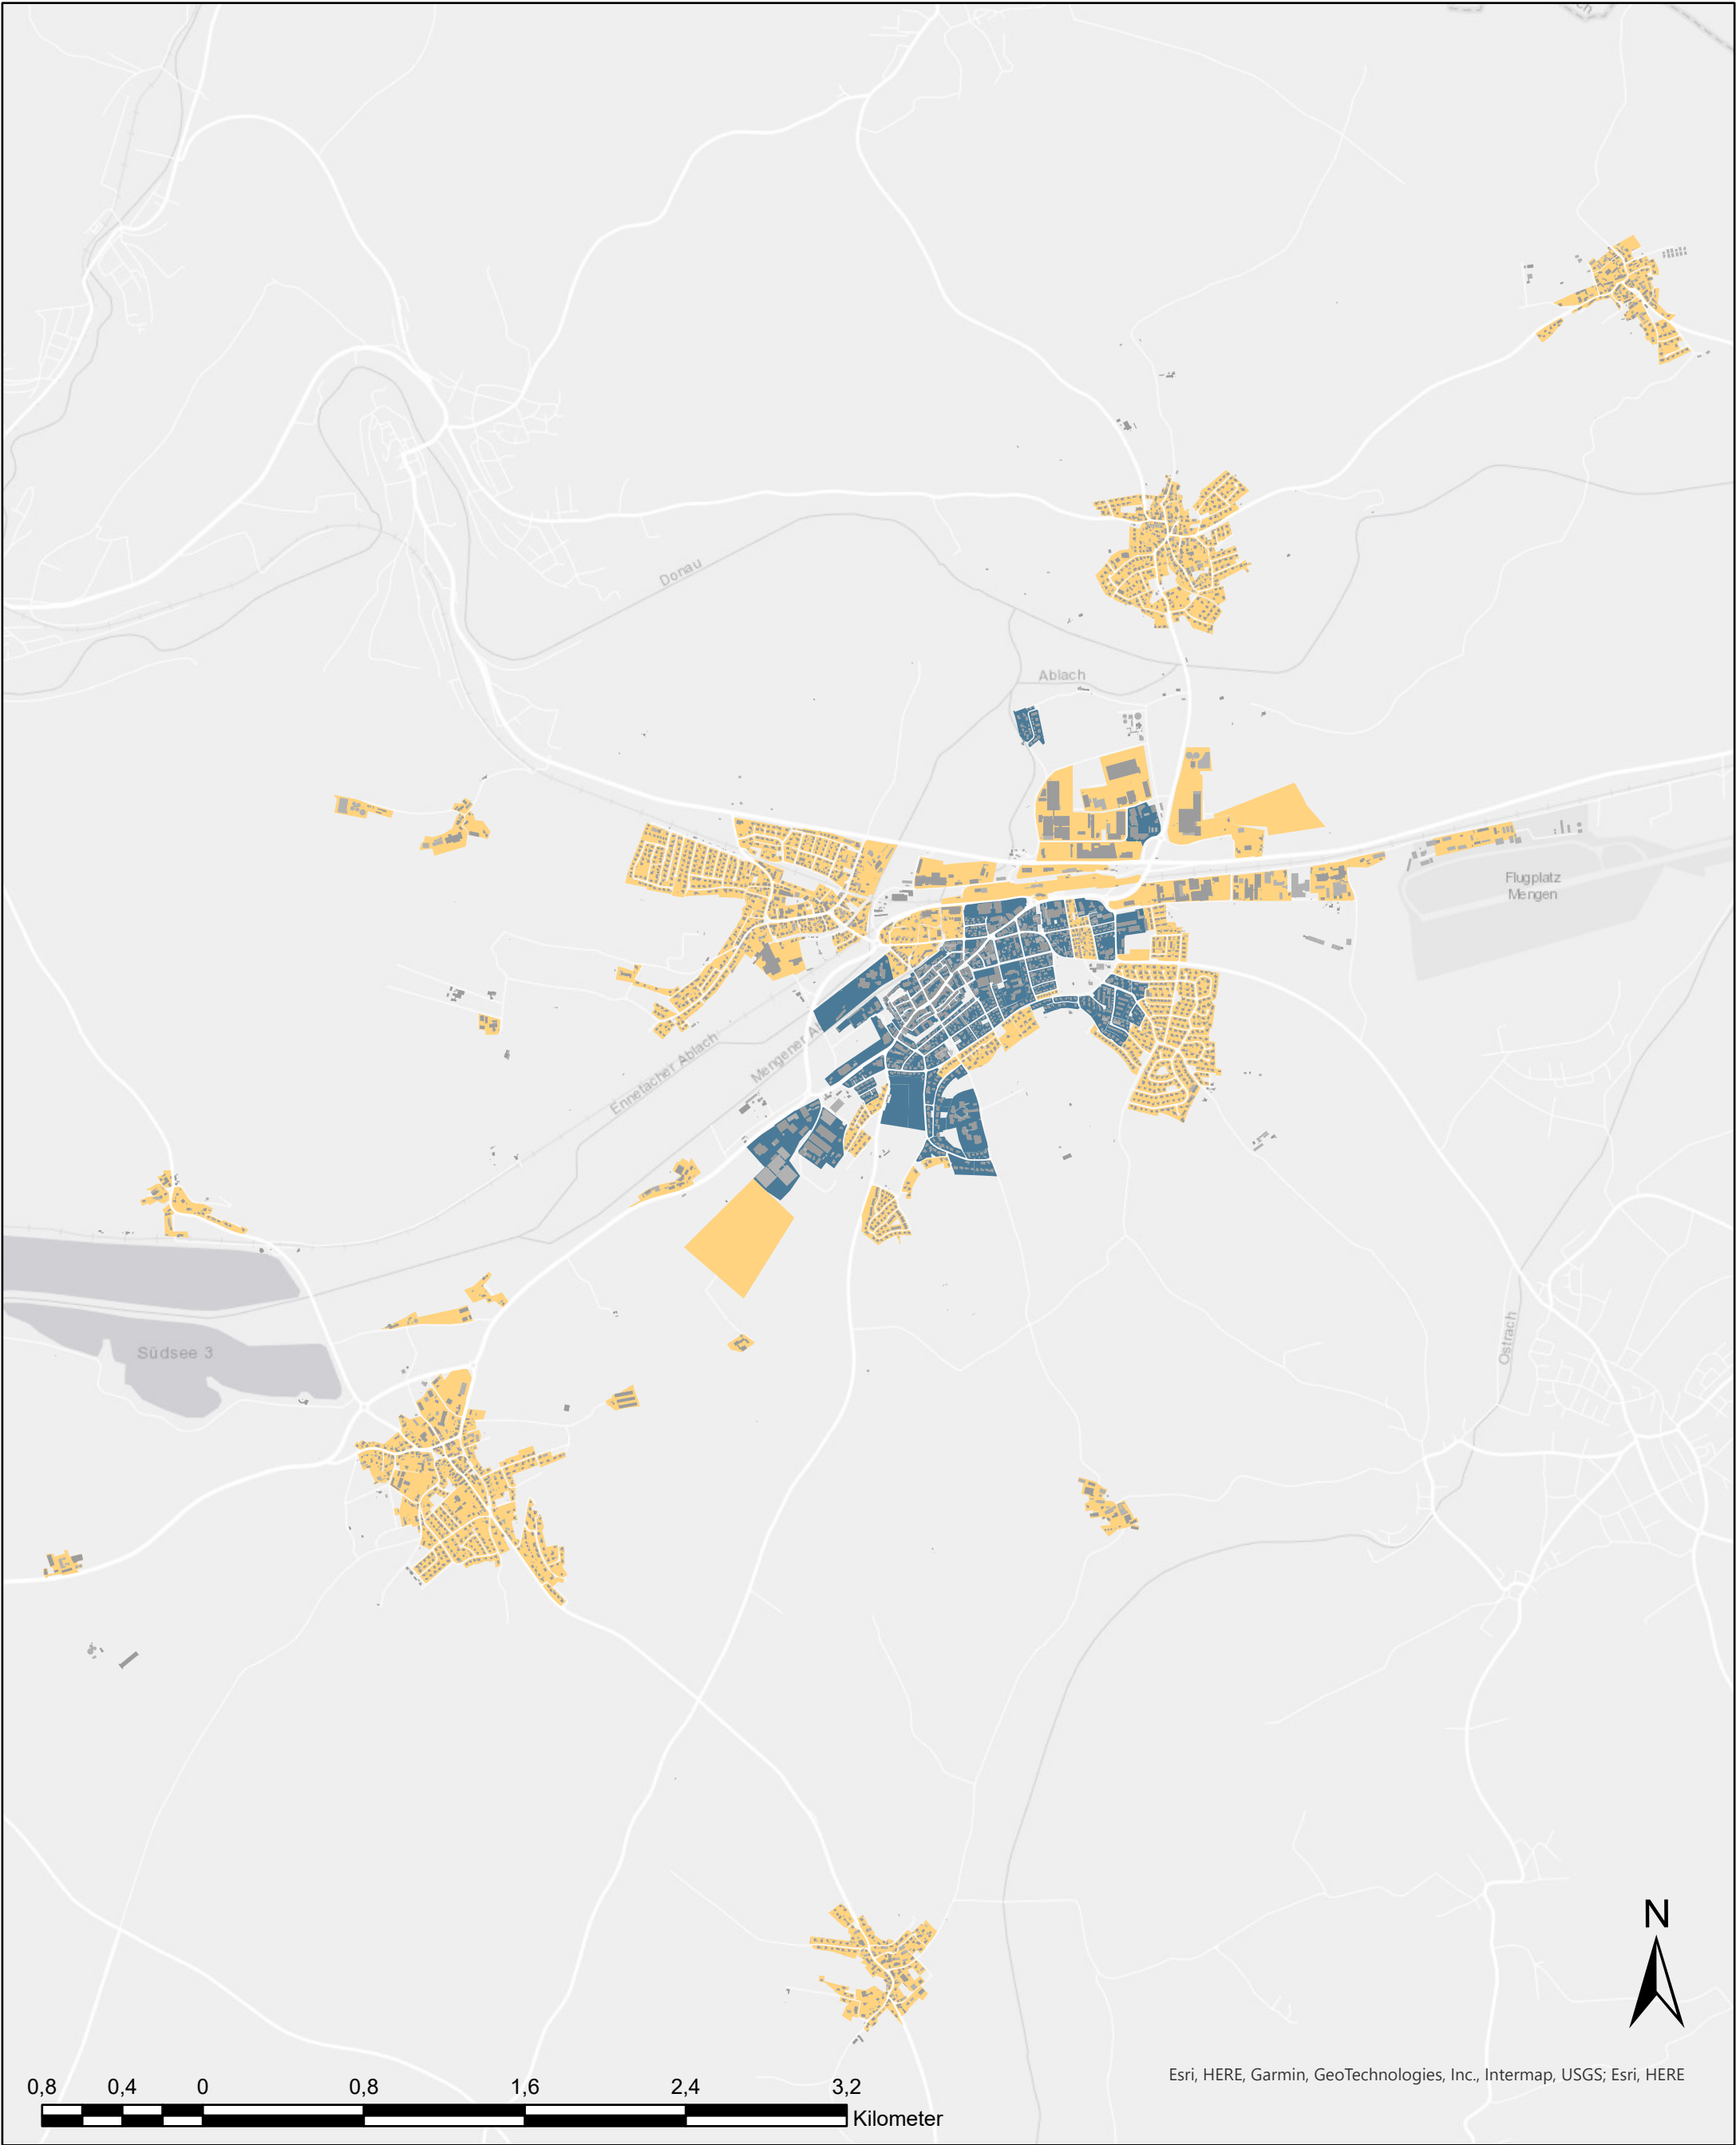 ch
Donau
Ablach
Flugplatz
Mengen
Ennetacher Ablach
Mengener A
Südsee 3
Ostrach
N
Esri, HERE, Garmin, GeoTechnologies, Inc., Intermap, USGS; Esri, HERE
0,8 0,4 0 0,8 1,6 2,4 3,2
Kilometer